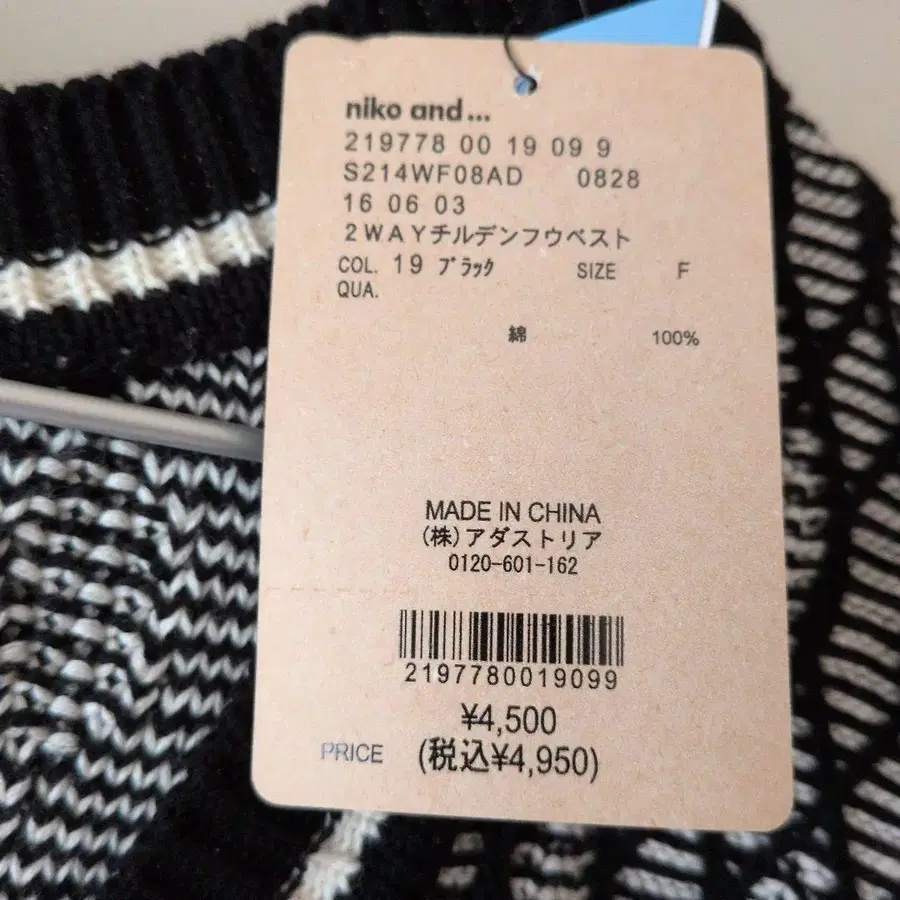 niko and...
219778 00 19 09 9
S214WF08AD 0828
16 06 03
2WAYチルデンフウベスト
COL. 19 ブラック SIZE F
QUA.
綿 100%
MADE IN CHINA
(株)アダストリア
0120-601-162
2197780019099
¥4,500
PRICE (税込¥4,950)